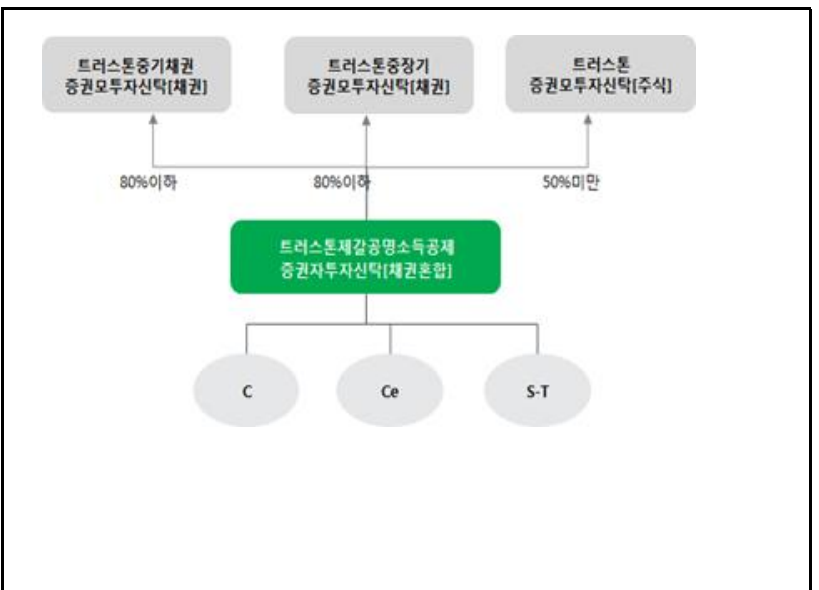 트러스톤중기채권
증권모투자신탁[채권]
트러스톤중장기
증권모투자신탁[채권]
트러스톤
증권모투자신탁[주식]
80%이하
80%이하
50%미만
트러스톤제갈공명소득공제
증권자투자신탁[채권혼합]
C
Ce
S-T